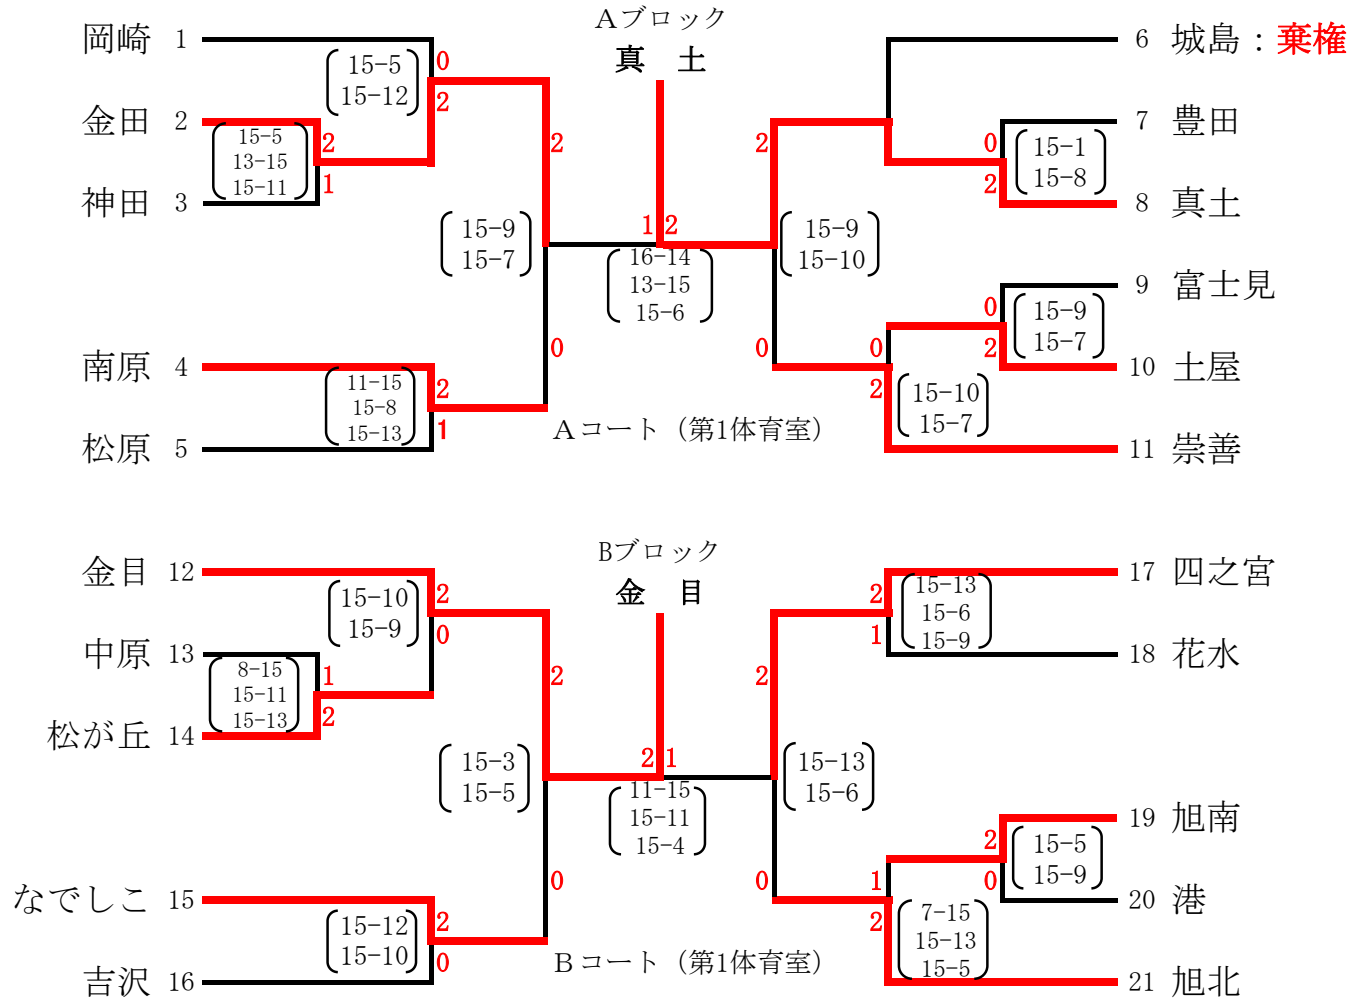 Aブロック
真　土
岡崎 1
金田 2
神田 3
南原 4
松原 5
15-5
15-12
0
2
15-5
13-15
15-11
2
1
2
15-9
15-7
0
11-15
15-8
15-13
2
1
1 2
16-14
13-15
15-6
6 城島：棄権
7 豊田
8 真土
9 富士見
10 土屋
11 崇善
2
0
15-1
15-8
2
15-9
15-10
0
0
15-9
15-7
2
0
2
15-10
15-7
Aコート（第1体育室）
Bブロック
金　目
金目 12
中原 13
松が丘 14
なでしこ 15
吉沢 16
15-10
15-9
2
0
8-15
15-11
15-13
1
2
2
15-3
15-5
0
15-12
15-10
2
0
2 1
11-15
15-11
15-4
17 四之宮
18 花水
19 旭南
20 港
21 旭北
2
1
15-13
15-6
15-9
2
15-13
15-6
0
2
0
15-5
15-9
1
2
7-15
15-13
15-5
Bコート（第1体育室）